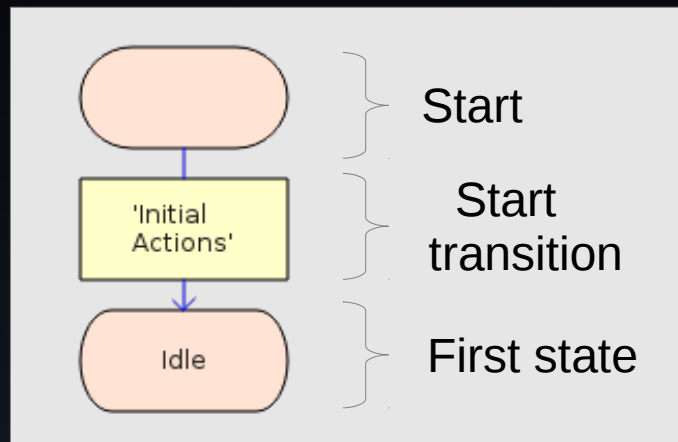 Start
'Initial
Actions'
Start
transition
Idle
First state